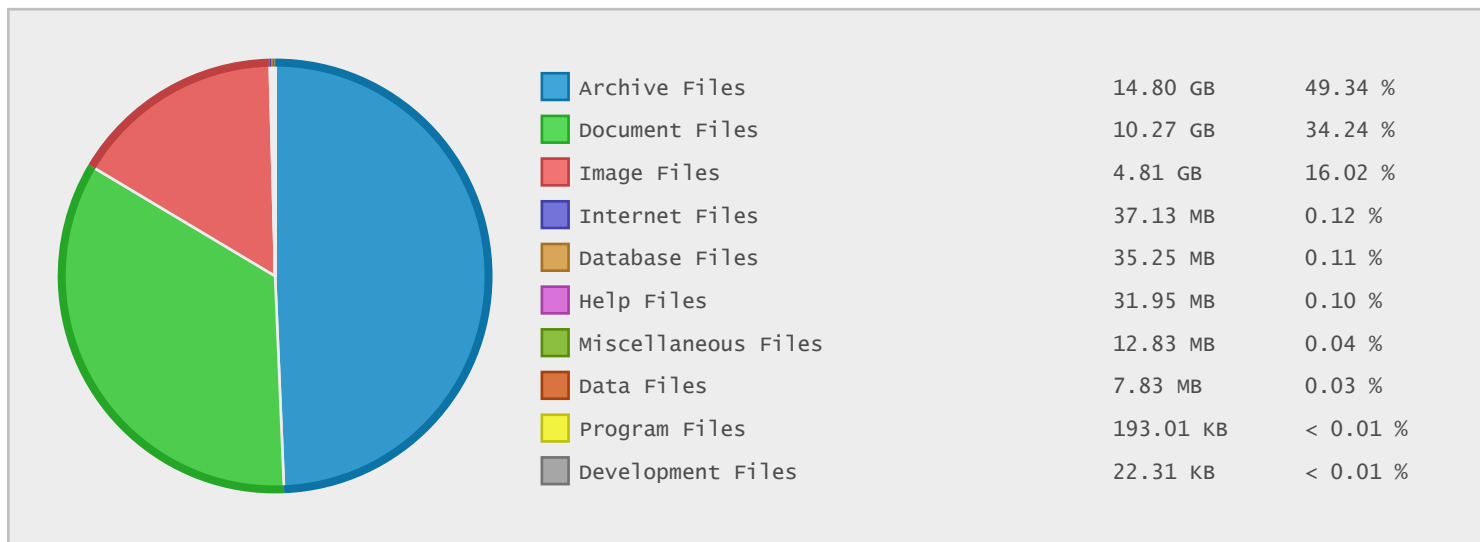 Archive Files 14.80 GB 49.34 %
Document Files 10.27 GB 34.24 %
Image Files 4.81 GB 16.02 %
Internet Files 37.13 MB 0.12 %
Database Files 35.25 MB 0.11 %
Help Files 31.95 MB 0.10 %
Miscellaneous Files 12.83 MB 0.04 %
Data Files 7.83 MB 0.03 %
Program Files 193.01 KB < 0.01 %
Development Files 22.31 KB < 0.01 %